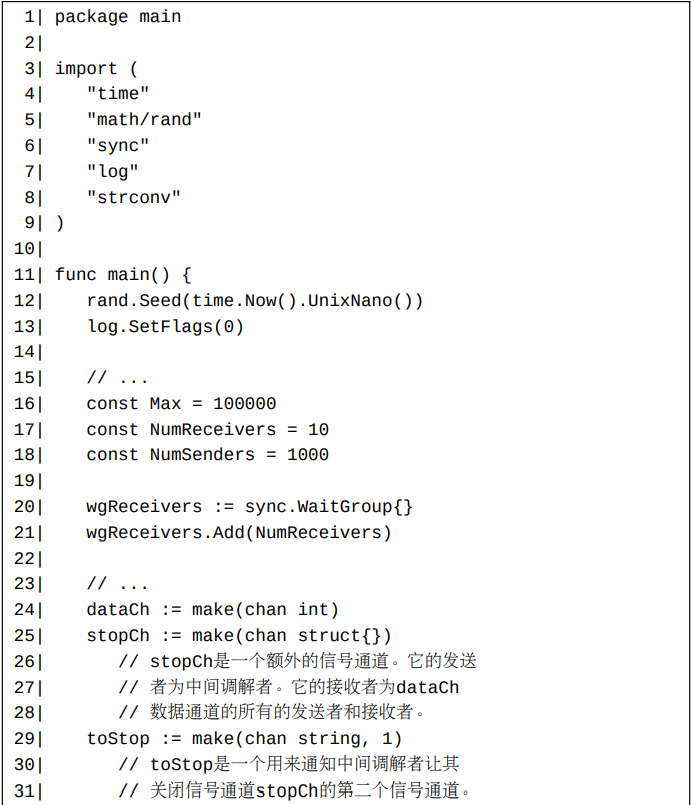 1| package main
2|
3| import (
4|    "time"
5|    "math/rand"
6|    "sync"
7|    "log"
8|    "strconv"
9| )
10|
11| func main() {
12|    rand.Seed(time.Now().UnixNano())
13|    log.SetFlags(0)
14|
15|    // ...
16|    const Max = 100000
17|    const NumReceivers = 10
18|    const NumSenders = 1000
19|
20|    wgReceivers := sync.WaitGroup{}
21|    wgReceivers.Add(NumReceivers)
22|
23|    // ...
24|    dataCh := make(chan int)
25|    stopCh := make(chan struct{})
26|       // stopCh是一个额外的信号通道。它的发送
27|       // 者为中间调解者。它的接收者为dataCh
28|       // 数据通道的所有的发送者和接收者。
29|    toStop := make(chan string, 1)
30|       // toStop是一个用来通知中间调解者让其
31|       // 关闭信号通道stopCh的第二个信号通道。